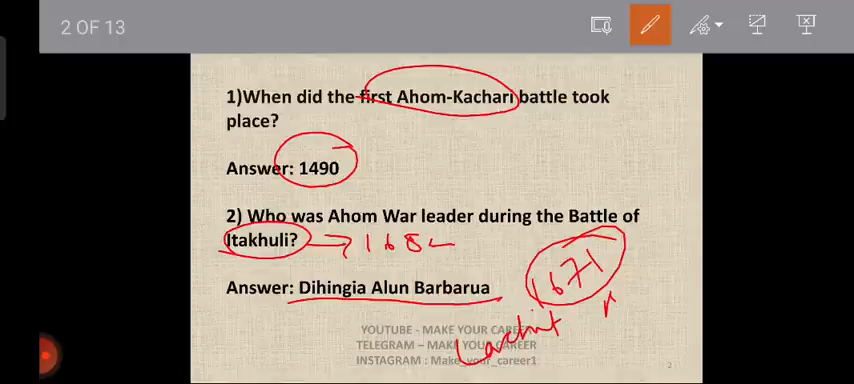 2 OF 13
1)When did the first Ahom-Kachari battle took
place?
Answer: 1490
2) Who was Ahom War leader during the Battle of
Itakhuli?
1682
Answer: Dihingia Alun Barbarua
1671
Lachit
YOUTUBE - MAKE YOUR CAREER
TELEGRAM – MAKE YOUR CAREER
INSTAGRAM : Make_your_career1
2